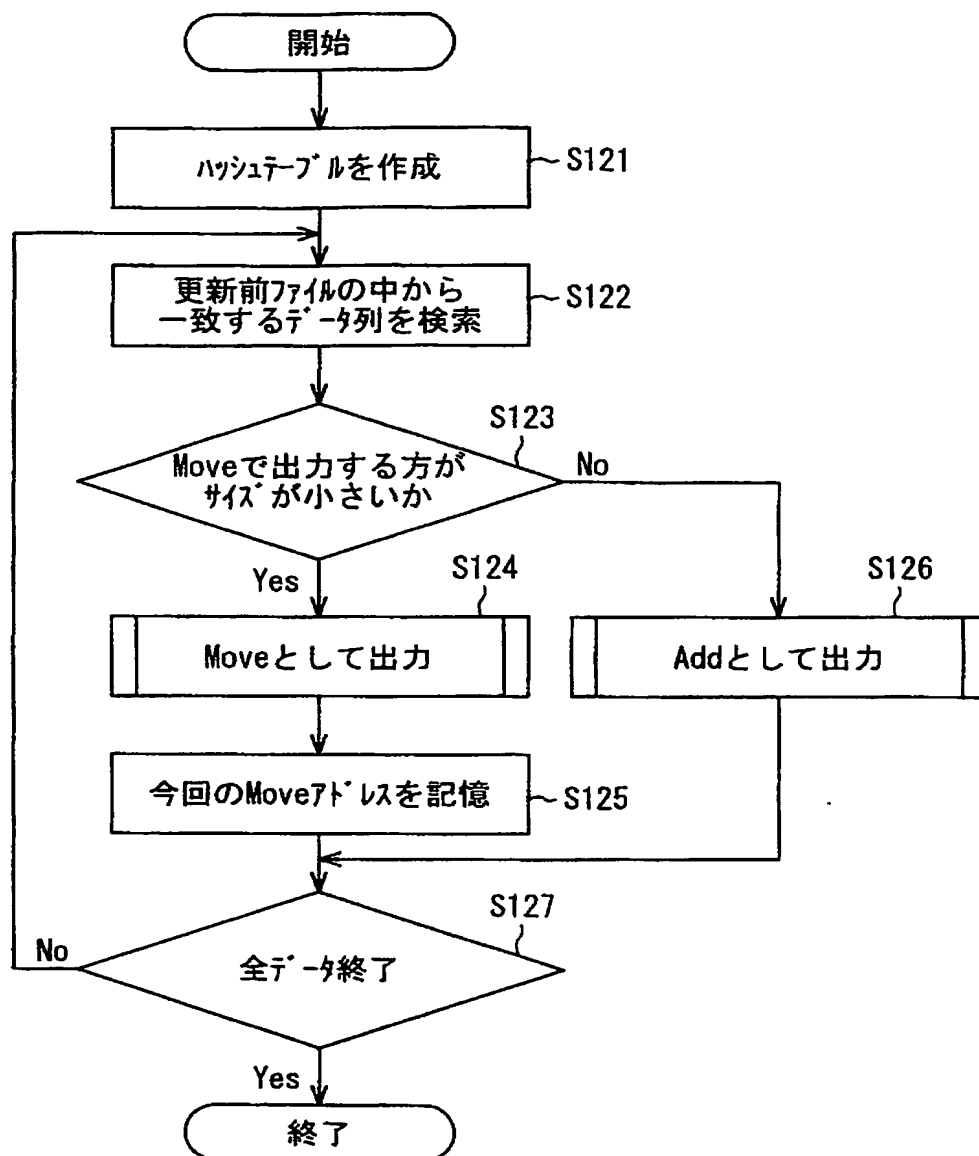 開始
ﾊｯｼｭﾃｰﾌﾞﾙを作成
S121
更新前ﾌｧｲﾙの中から
一致するﾃﾞｰﾀ列を検索
S122
S123
Moveで出力する方が
ｻｲｽﾞが小さいか
No
Yes
S124
S126
Moveとして出力
Addとして出力
今回のMoveｱﾄﾞﾚｽを記憶
S125
S127
No
全ﾃﾞｰﾀ終了
Yes
終了